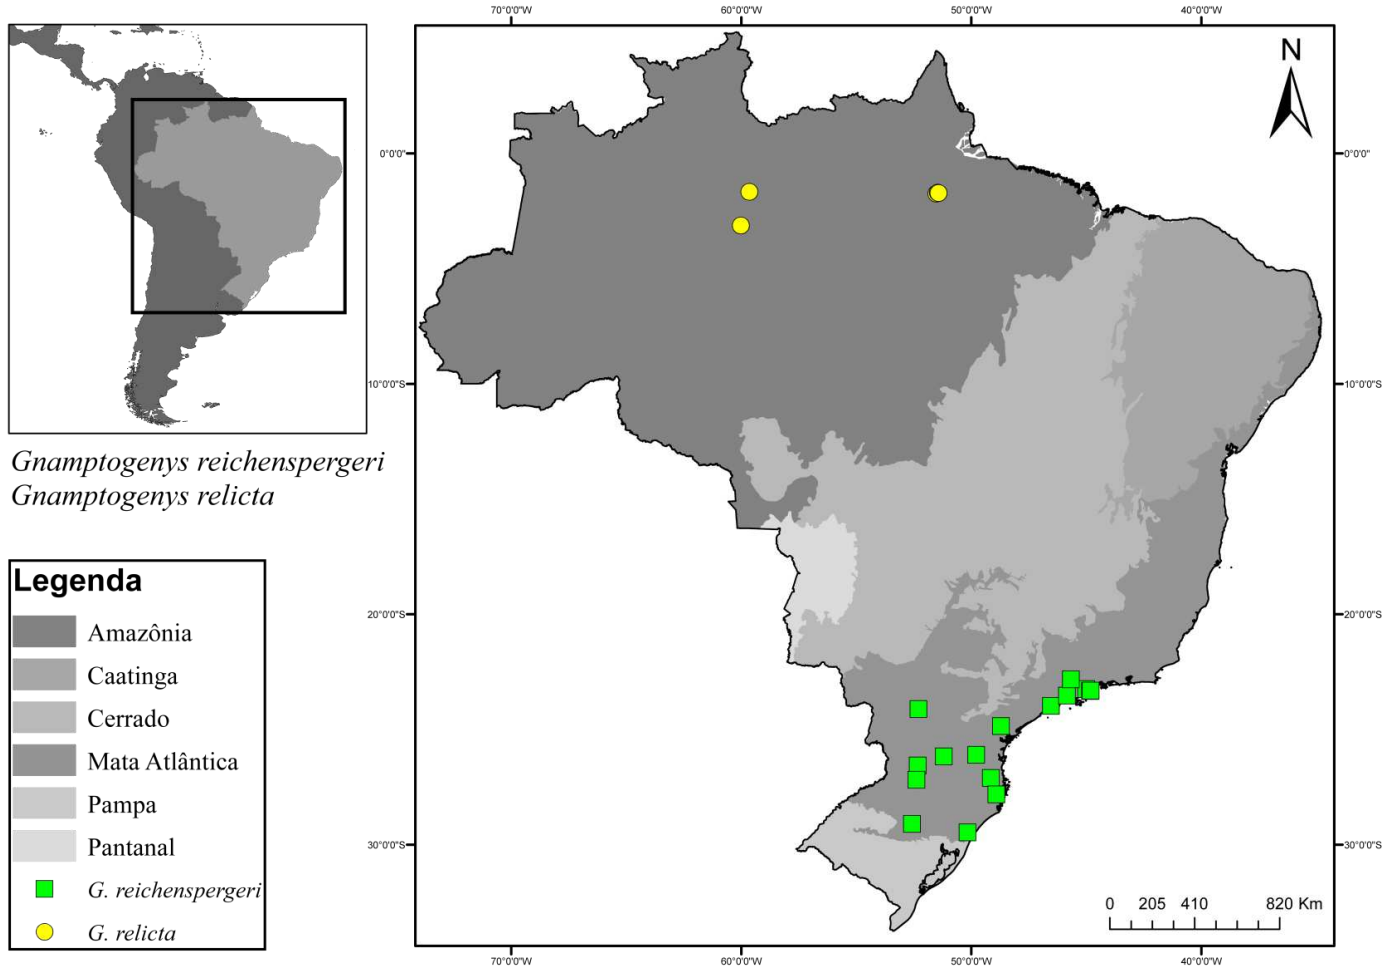 70°0'0"W 60°0'0"W 50°0'0"W 40°0'0"W
N
0°0'0" 0°0'0"
10°0'0"S 10°0'0"S
Gnamptogenys reichenspergeri
Gnamptogenys relicta
Legenda
Amazônia
Caatinga
Cerrado
Mata Atlântica
Pampa
Pantanal
G. reichenspergeri
G. relicta
20°0'0"S 20°0'0"S
30°0'0"S 30°0'0"S
0 205 410 820 Km
70°0'0"W 60°0'0"W 50°0'0"W 40°0'0"W